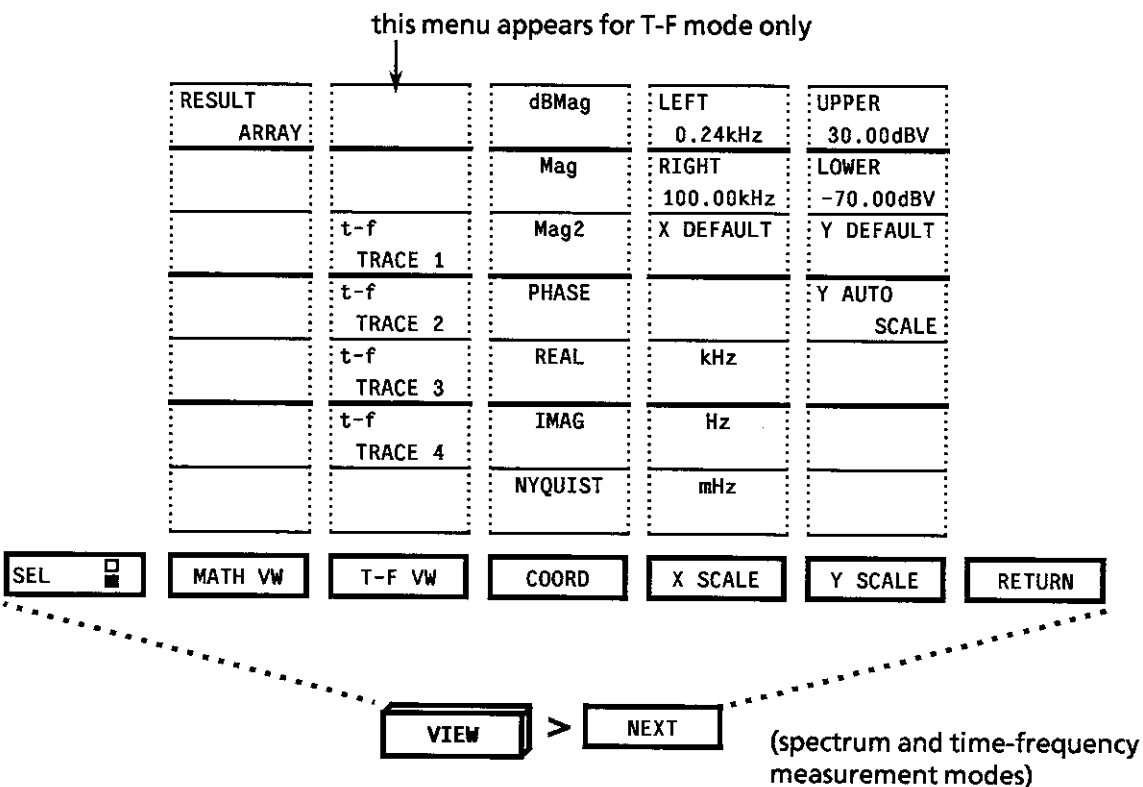 this menu appears for T-F mode only
RESULT
ARRAY
t-f
TRACE 1
t-f
TRACE 2
t-f
TRACE 3
t-f
TRACE 4
dBMag
Mag
Mag2
PHASE
REAL
IMAG
NYQUIST
LEFT
0.24kHz
RIGHT
100.00kHz
X DEFAULT
kHz
Hz
mHz
UPPER
30.00dBV
LOWER
-70.00dBV
Y DEFAULT
Y AUTO
SCALE
SEL
MATH VW
T-F VW
COORD
X SCALE
Y SCALE
RETURN
VIEW > NEXT
(spectrum and time-frequency
measurement modes)